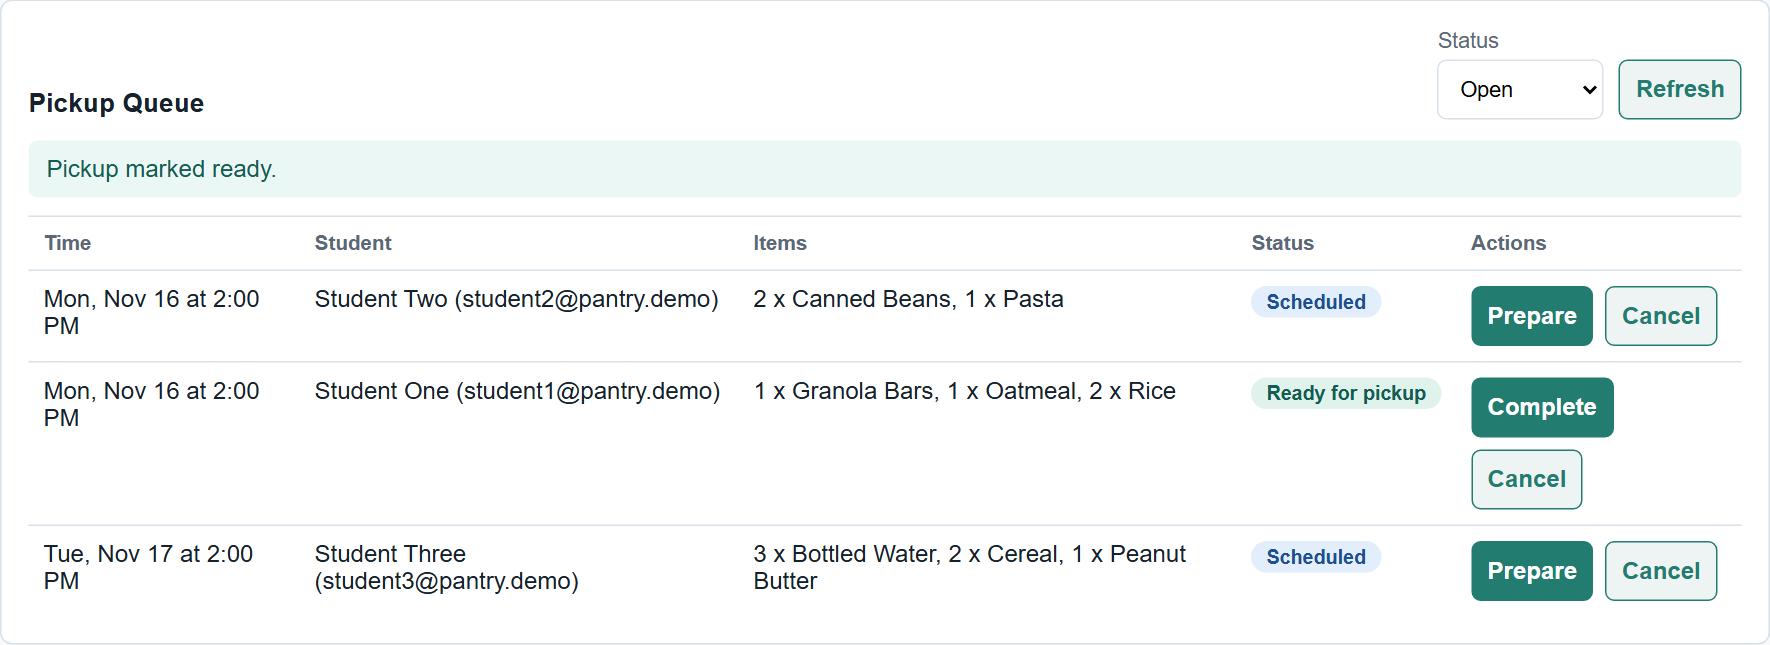 Status
Open
Refresh
Pickup Queue
Pickup marked ready.
Time Student Items Status Actions
Mon, Nov 16 at 2:00 Student Two (student2@pantry.demo) 2 x Canned Beans, 1 x Pasta Scheduled Prepare Cancel
PM
Mon, Nov 16 at 2:00 Student One (student1@pantry.demo) 1 x Granola Bars, 1 x Oatmeal, 2 x Rice Ready for pickup Complete
PM
Cancel
Tue, Nov 17 at 2:00 Student Three 3 x Bottled Water, 2 x Cereal, 1 x Peanut Scheduled Prepare Cancel
PM (student3@pantry.demo) Butter